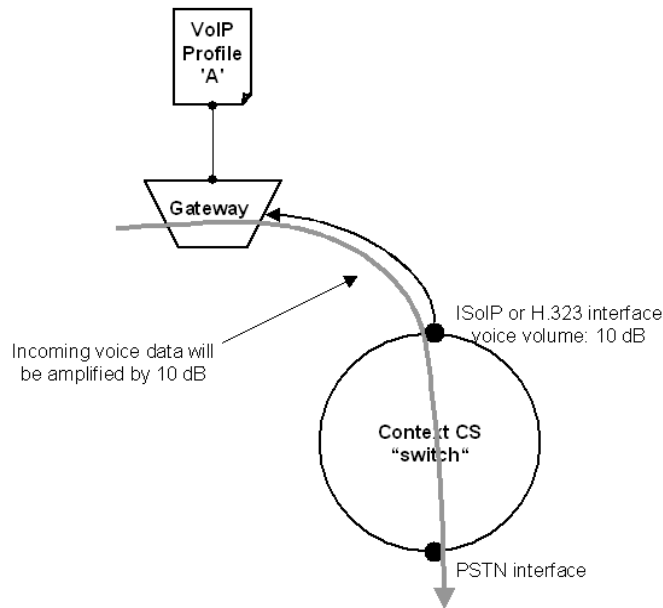 VoIP
Profile
'A'
Gateway
ISoIP or H.323 interface
voice volume: 10 dB
Incoming voice data will
be amplified by 10 dB
Context CS
“switch“
PSTN interface